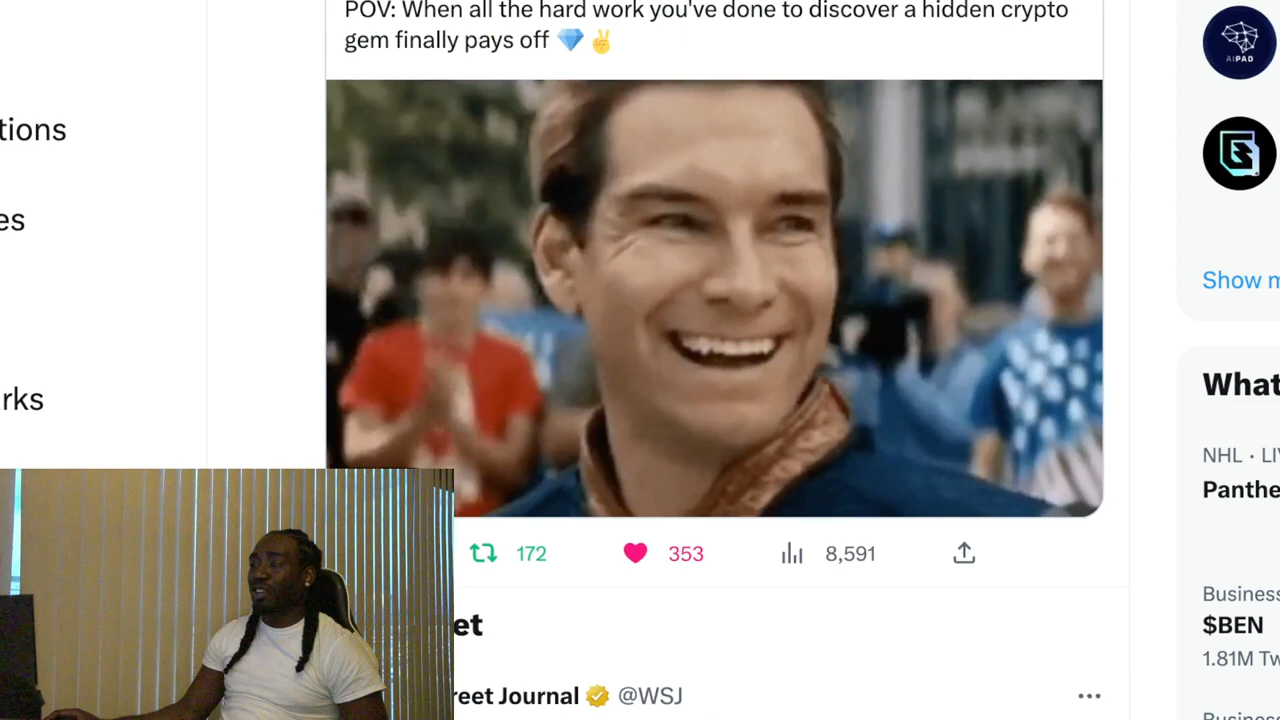 POV: When all the hard work you've done to discover a hidden crypto
gem finally pays off 💎✌
AIPAD
tions
es
Show m
rks
What
NHL · LIV
Panthe
172 353 8,591
Business
$BEN
1.81M Tw
et
reet Journal @WSJ